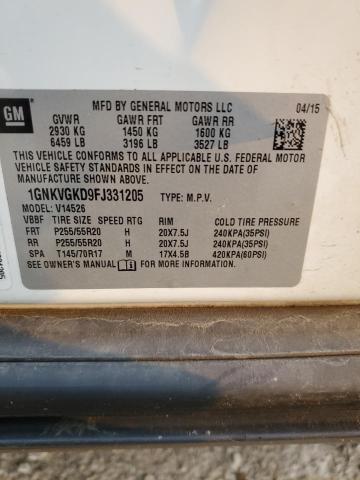 GM
MFD BY GENERAL MOTORS LLC 04/15
GVWR GAWR FRT GAWR RR
2930 KG 1450 KG 1600 KG
6459 LB 3196 LB 3527 LB
THIS VEHICLE CONFORMS TO ALL APPLICABLE U.S. FEDERAL MOTOR
VEHICLE SAFETY STANDARDS IN EFFECT ON THE DATE OF
MANUFACTURE SHOWN ABOVE.
1GNKVGKD9FJ331205 TYPE: M.P.V.
MODEL: V14526
VBBF TIRE SIZE SPEED RTG RIM COLD TIRE PRESSURE
FRT P255/55R20 H 20X7.5J 240KPA(35PSI)
RR P255/55R20 H 20X7.5J 240KPA(35PSI)
SPA T145/70R17 M 17X4.5B 420KPA(60PSI)
SEE OWNER'S MANUAL FOR MORE INFORMATION.